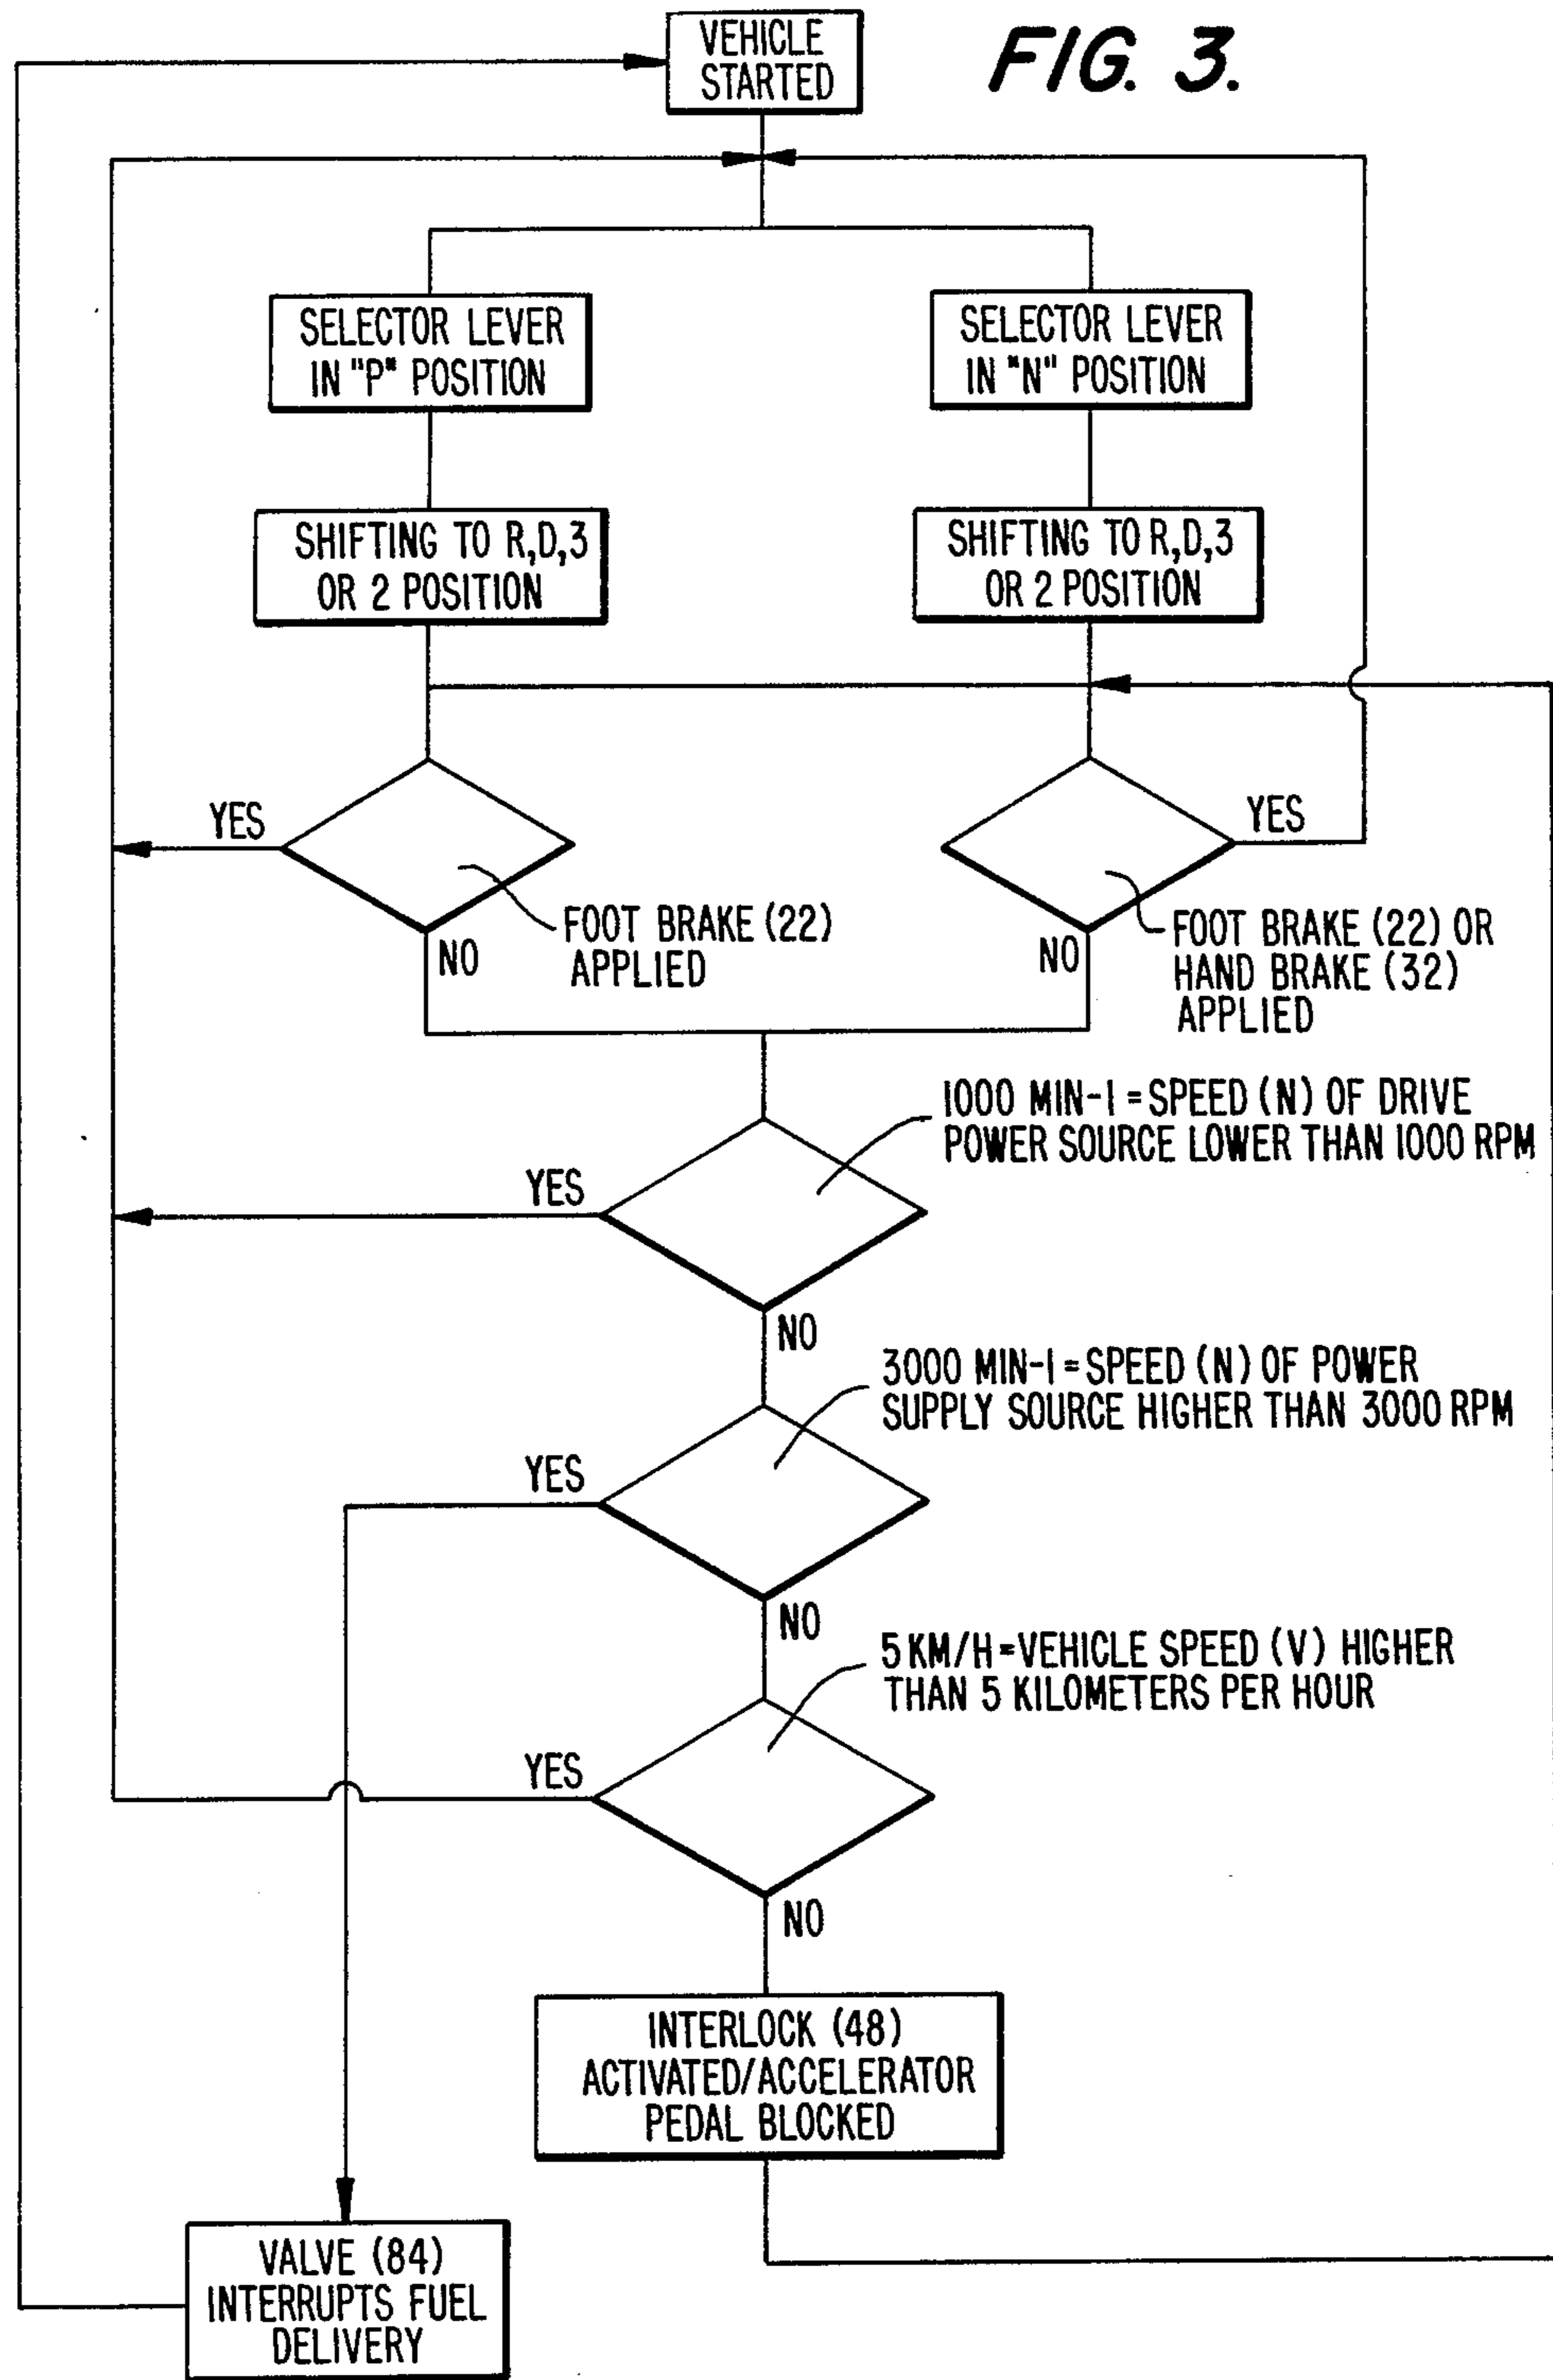 FIG. 3.
VEHICLE
STARTED
SELECTOR LEVER
IN "P" POSITION
SELECTOR LEVER
IN "N" POSITION
SHIFTING TO R,D,3
OR 2 POSITION
SHIFTING TO R,D,3
OR 2 POSITION
YES
YES
FOOT BRAKE (22)
APPLIED
NO
NO
FOOT BRAKE (22) OR
HAND BRAKE (32)
APPLIED
1000 MIN-1 = SPEED (N) OF DRIVE
POWER SOURCE LOWER THAN 1000 RPM
YES
NO
3000 MIN-1 = SPEED (N) OF POWER
SUPPLY SOURCE HIGHER THAN 3000 RPM
YES
NO
5 KM/H = VEHICLE SPEED (V) HIGHER
THAN 5 KILOMETERS PER HOUR
YES
NO
INTERLOCK (48)
ACTIVATED/ACCELERATOR
PEDAL BLOCKED
VALVE (84)
INTERRUPTS FUEL
DELIVERY